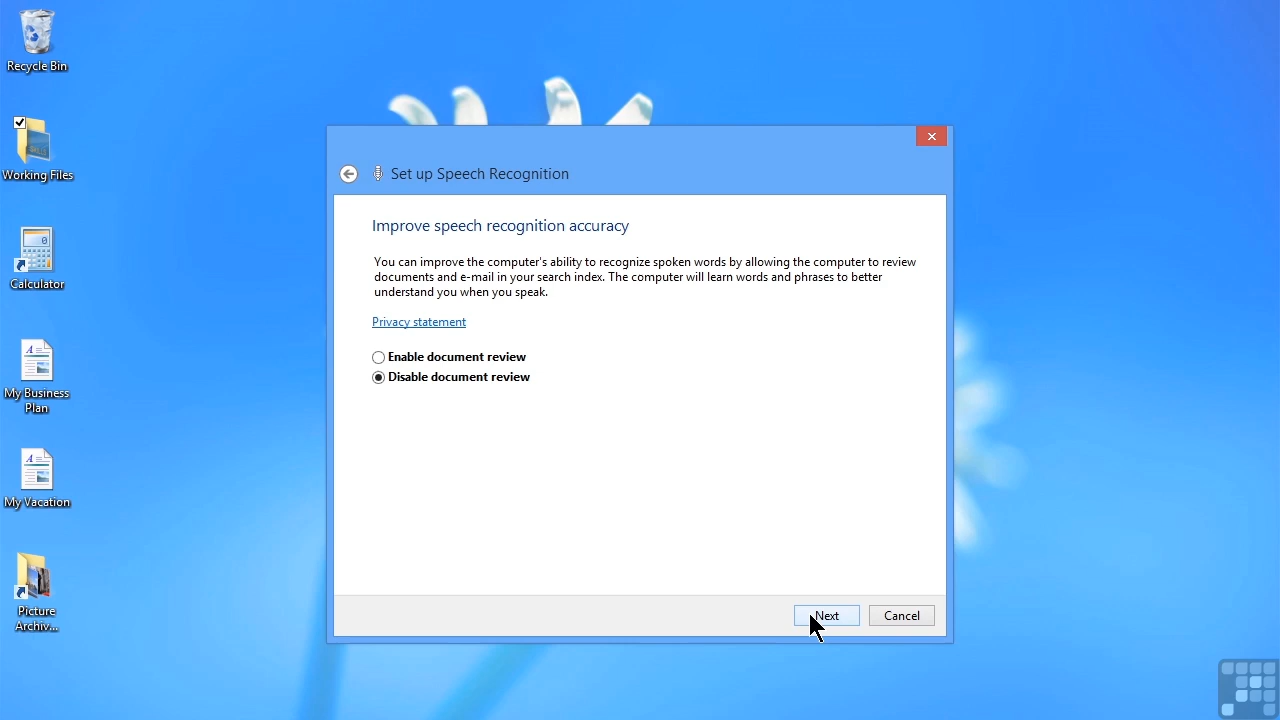 Recycle Bin
Working Files
Calculator
My Business
Plan
My Vacation
Picture
Archiv...
Set up Speech Recognition
Improve speech recognition accuracy
You can improve the computer's ability to recognize spoken words by allowing the computer to review
documents and e-mail in your search index. The computer will learn words and phrases to better
understand you when you speak.
Privacy statement
Enable document review
Disable document review
Next
Cancel